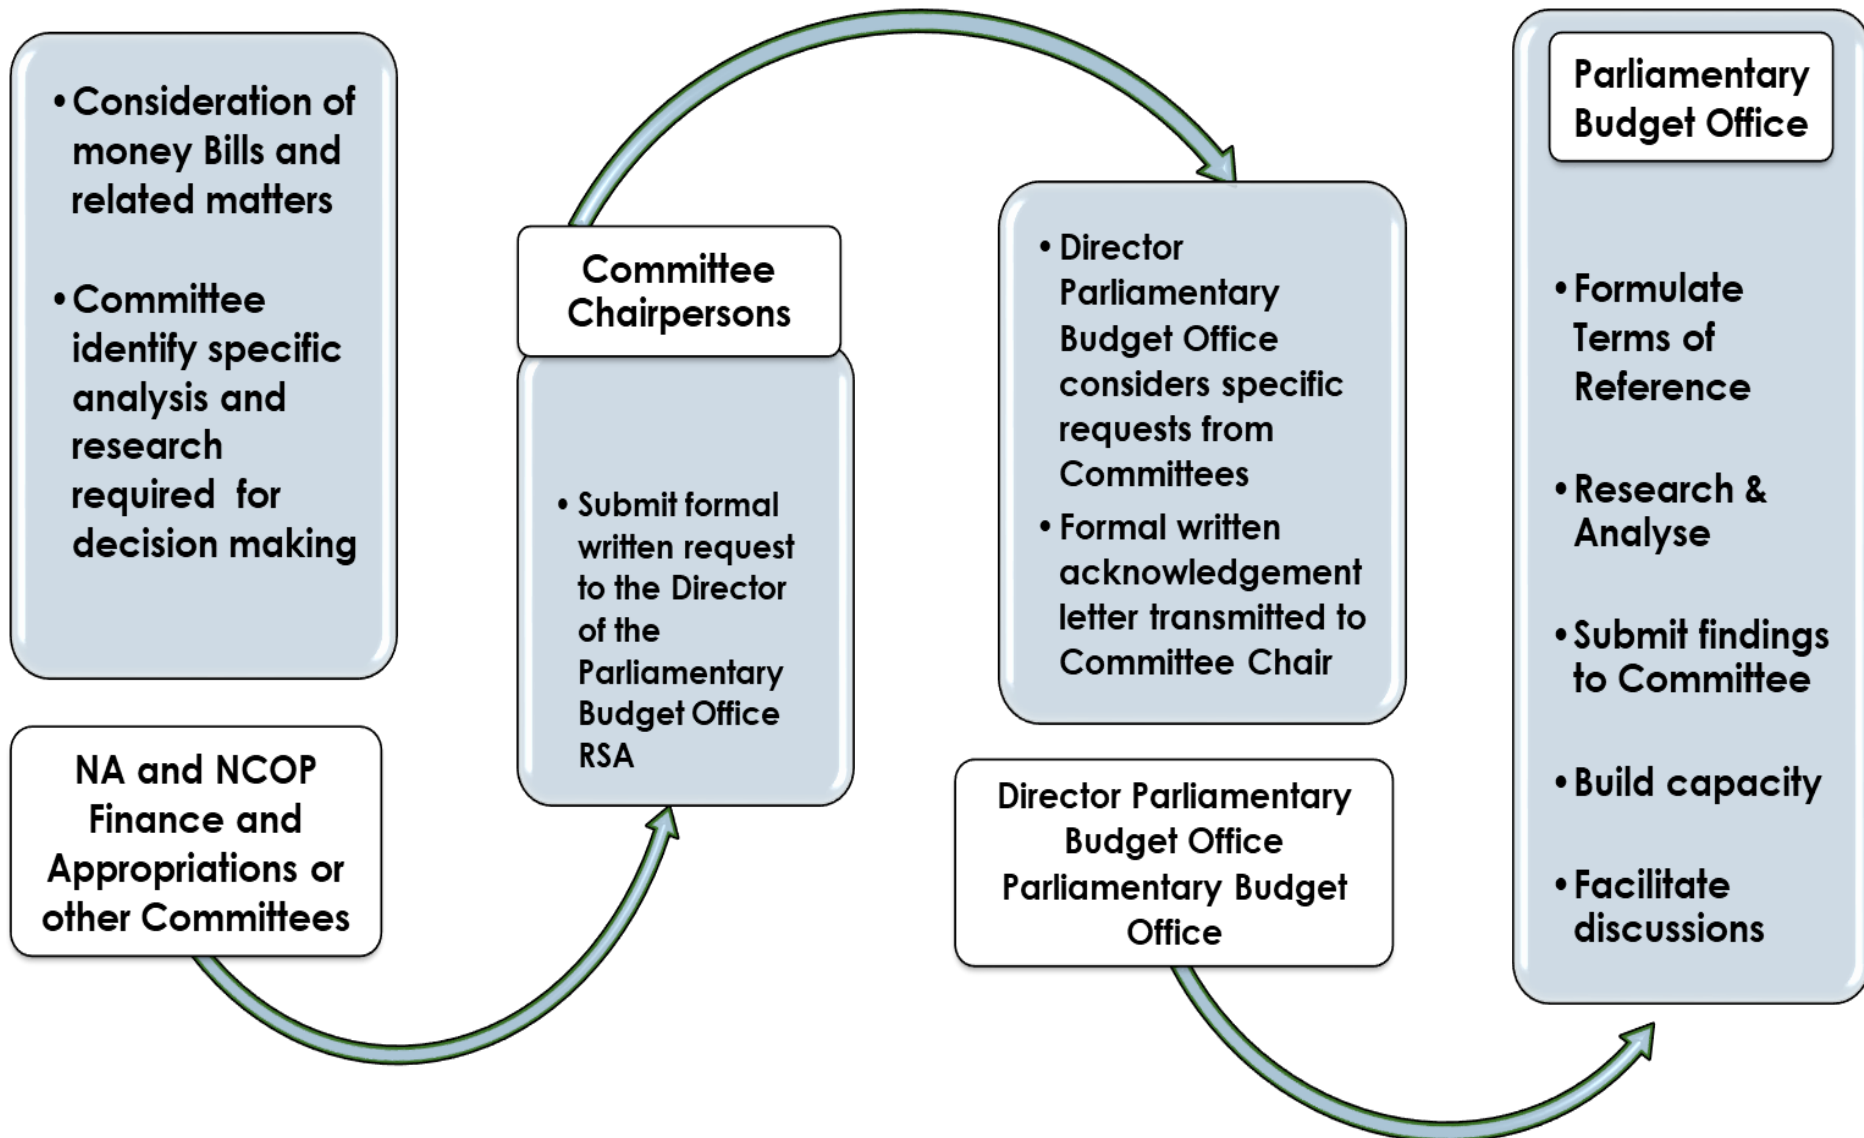 • Consideration of
money Bills and
related matters
• Committee
identify specific
analysis and
research
required for
decision making
NA and NCOP
Finance and
Appropriations or
other Committees
Committee
Chairpersons
• Submit formal
written request
to the Director
of the
Parliamentary
Budget Office
RSA
• Director
Parliamentary
Budget Office
considers specific
requests from
Committees
• Formal written
acknowledgement
letter transmitted to
Committee Chair
Director Parliamentary
Budget Office
Parliamentary Budget
Office
Parliamentary
Budget Office
• Formulate
Terms of
Reference
• Research &
Analyse
• Submit findings
to Committee
• Build capacity
• Facilitate
discussions